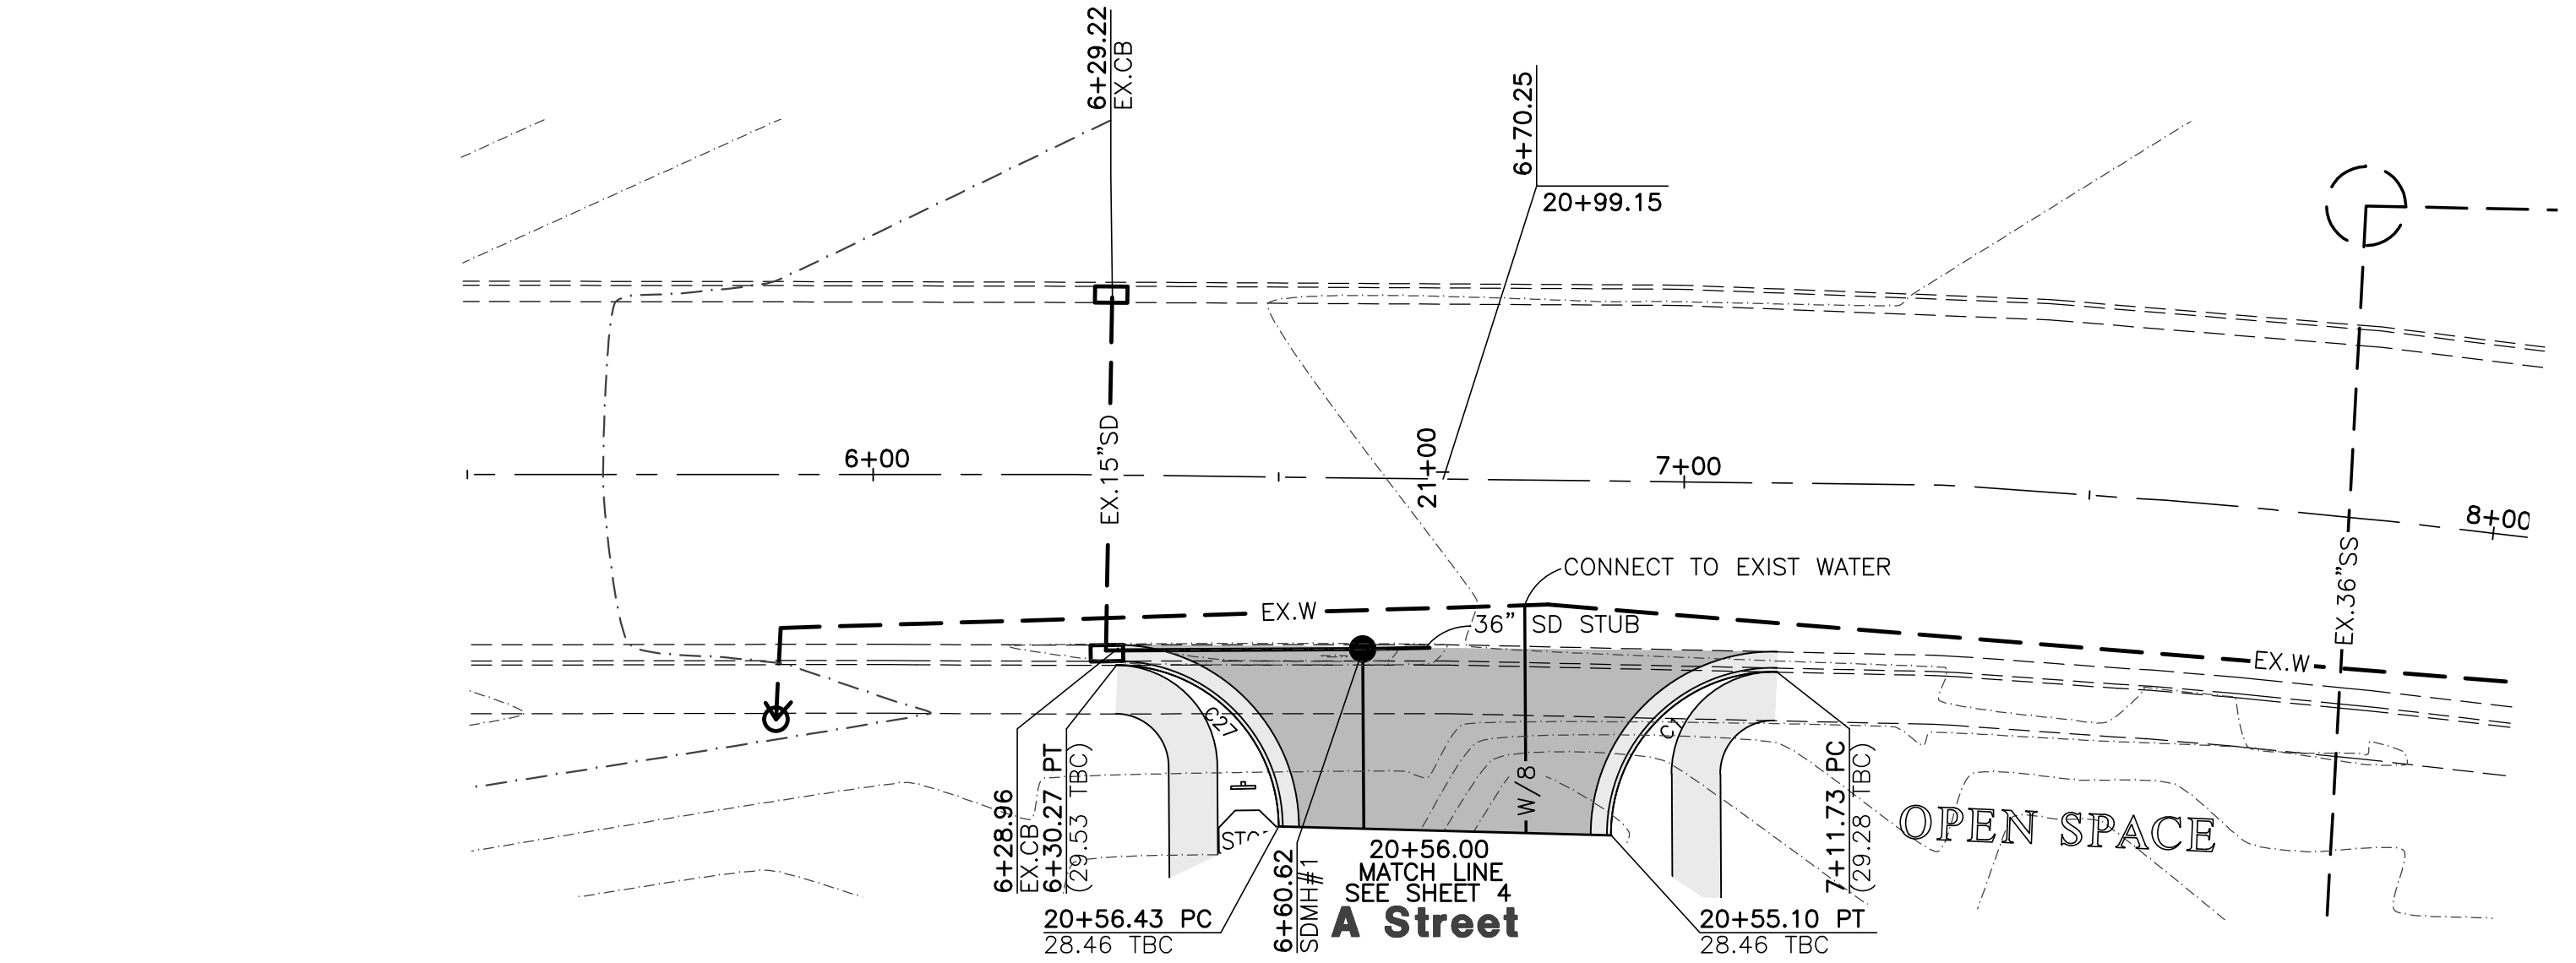 6+29.22
EX.CB
6+70.25
20+99.15
EX.15"SD
6+00
21+00
7+00
8+00
CONNECT TO EXIST WATER
EX.W
36" SD STUB
EX.36"SS
EX.W
C27
C1
W/8
6+28.96
EX.CB
6+30.27 PT
(29.53 TBC)
7+11.73 PC
(29.28 TBC)
OPEN SPACE
20+56.00
MATCH LINE
SEE SHEET 4
A Street
6+60.62
SDMH#1
20+56.43 PC
28.46 TBC
20+55.10 PT
28.46 TBC